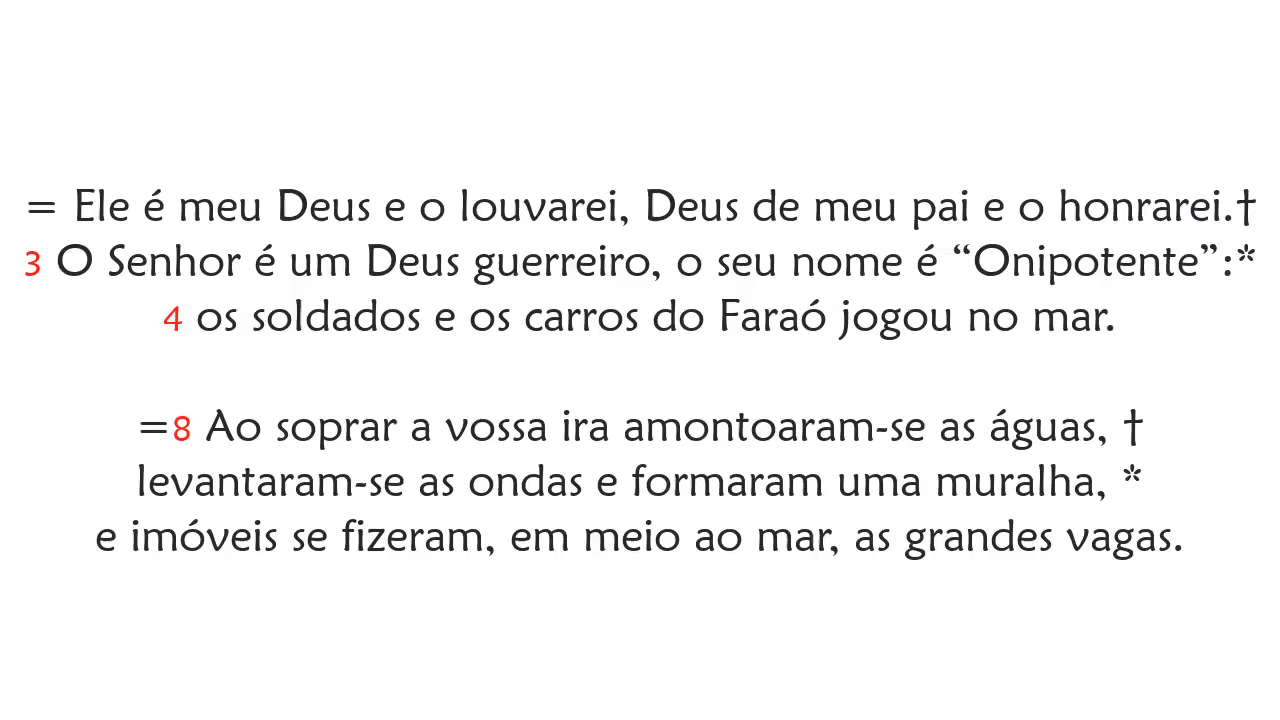 = Ele é meu Deus e o louvarei, Deus de meu pai e o honrarei.†
3 O Senhor é um Deus guerreiro, o seu nome é “Onipotente”:*
4 os soldados e os carros do Faraó jogou no mar.
=8 Ao soprar a vossa ira amontoaram-se as águas, †
levantaram-se as ondas e formaram uma muralha, *
e imóveis se fizeram, em meio ao mar, as grandes vagas.